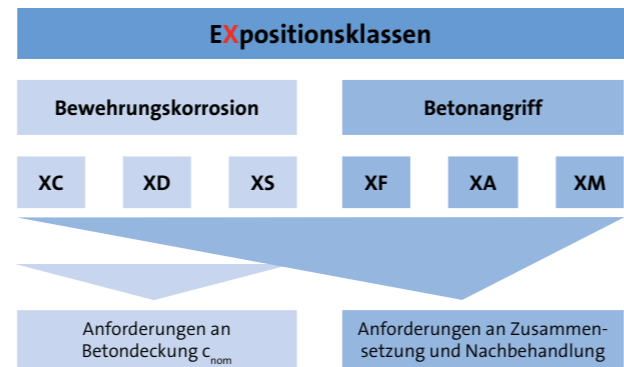 EXpositionsklassen
Bewehrungskorrosion
Betonangriff
XC
XD
XS
XF
XA
XM
Anforderungen an
Betondeckung cnom
Anforderungen an Zusammen-
setzung und Nachbehandlung